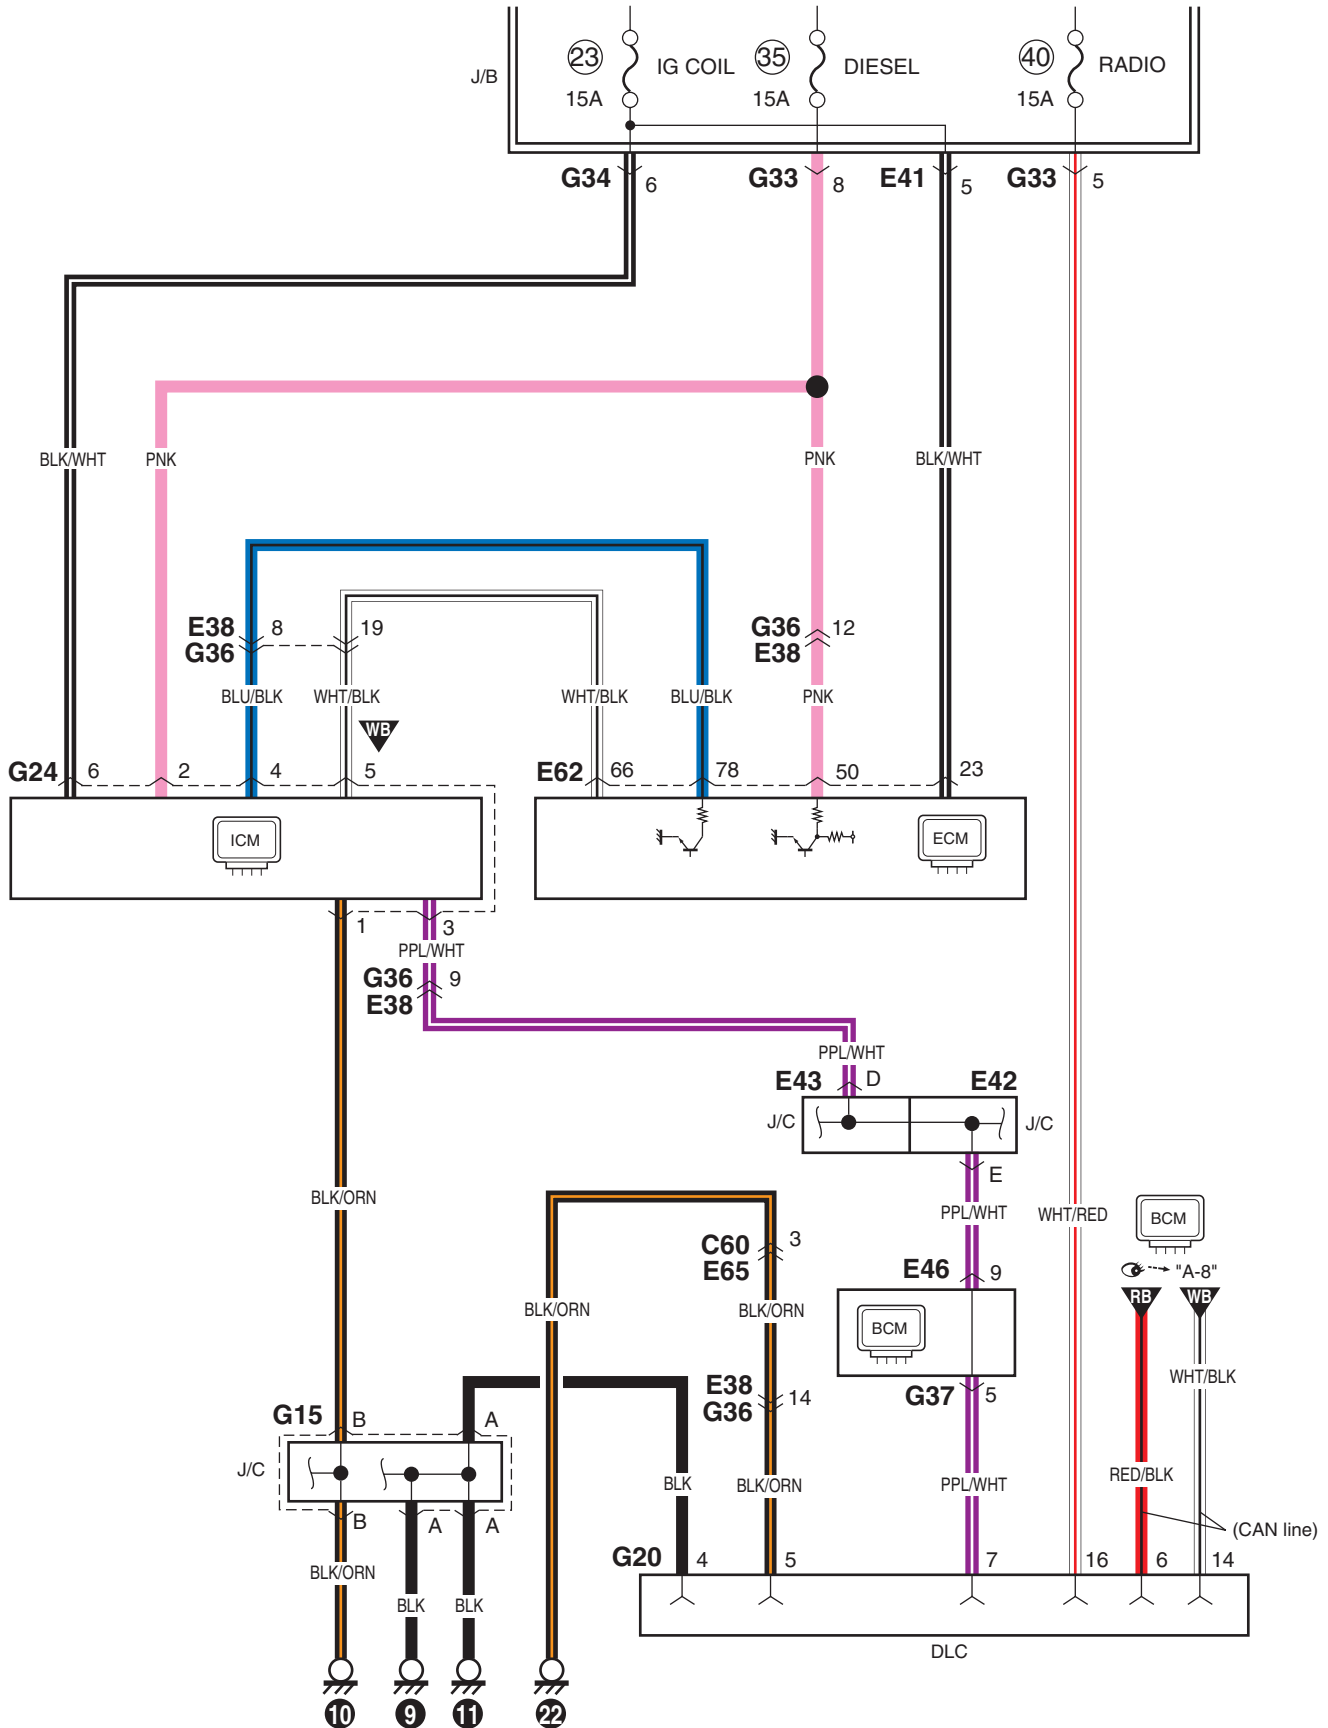 23 IG COIL 35 DIESEL 40 RADIO
J/B
15A 15A 15A
G34 6 G33 8 E41 5 G33 5
BLK/WHT PNK PNK BLK/WHT
E38 8 19 G36 12
G36 E38
BLU/BLK WHT/BLK WHT/BLK BLU/BLK PNK
WB
G24 6 2 4 5 E62 66 78 50 23
ICM ECM
1 3
PPL/WHT
G36 9
E38
PPL/WHT
E43 D E42
J/C J/C
E
BLK/ORN PPL/WHT WHT/RED BCM
C60 3
E65 E46 9 "A-8"
RB WB
BLK/ORN BLK/ORN
BCM
E38 14 G37 5 WHT/BLK
G36
G15 B A
J/C
BLK BLK/ORN PPL/WHT RED/BLK
B A A
(CAN line)
G20 4 5 7 16 6 14
BLK/ORN
BLK BLK
DLC
10 9 11 22